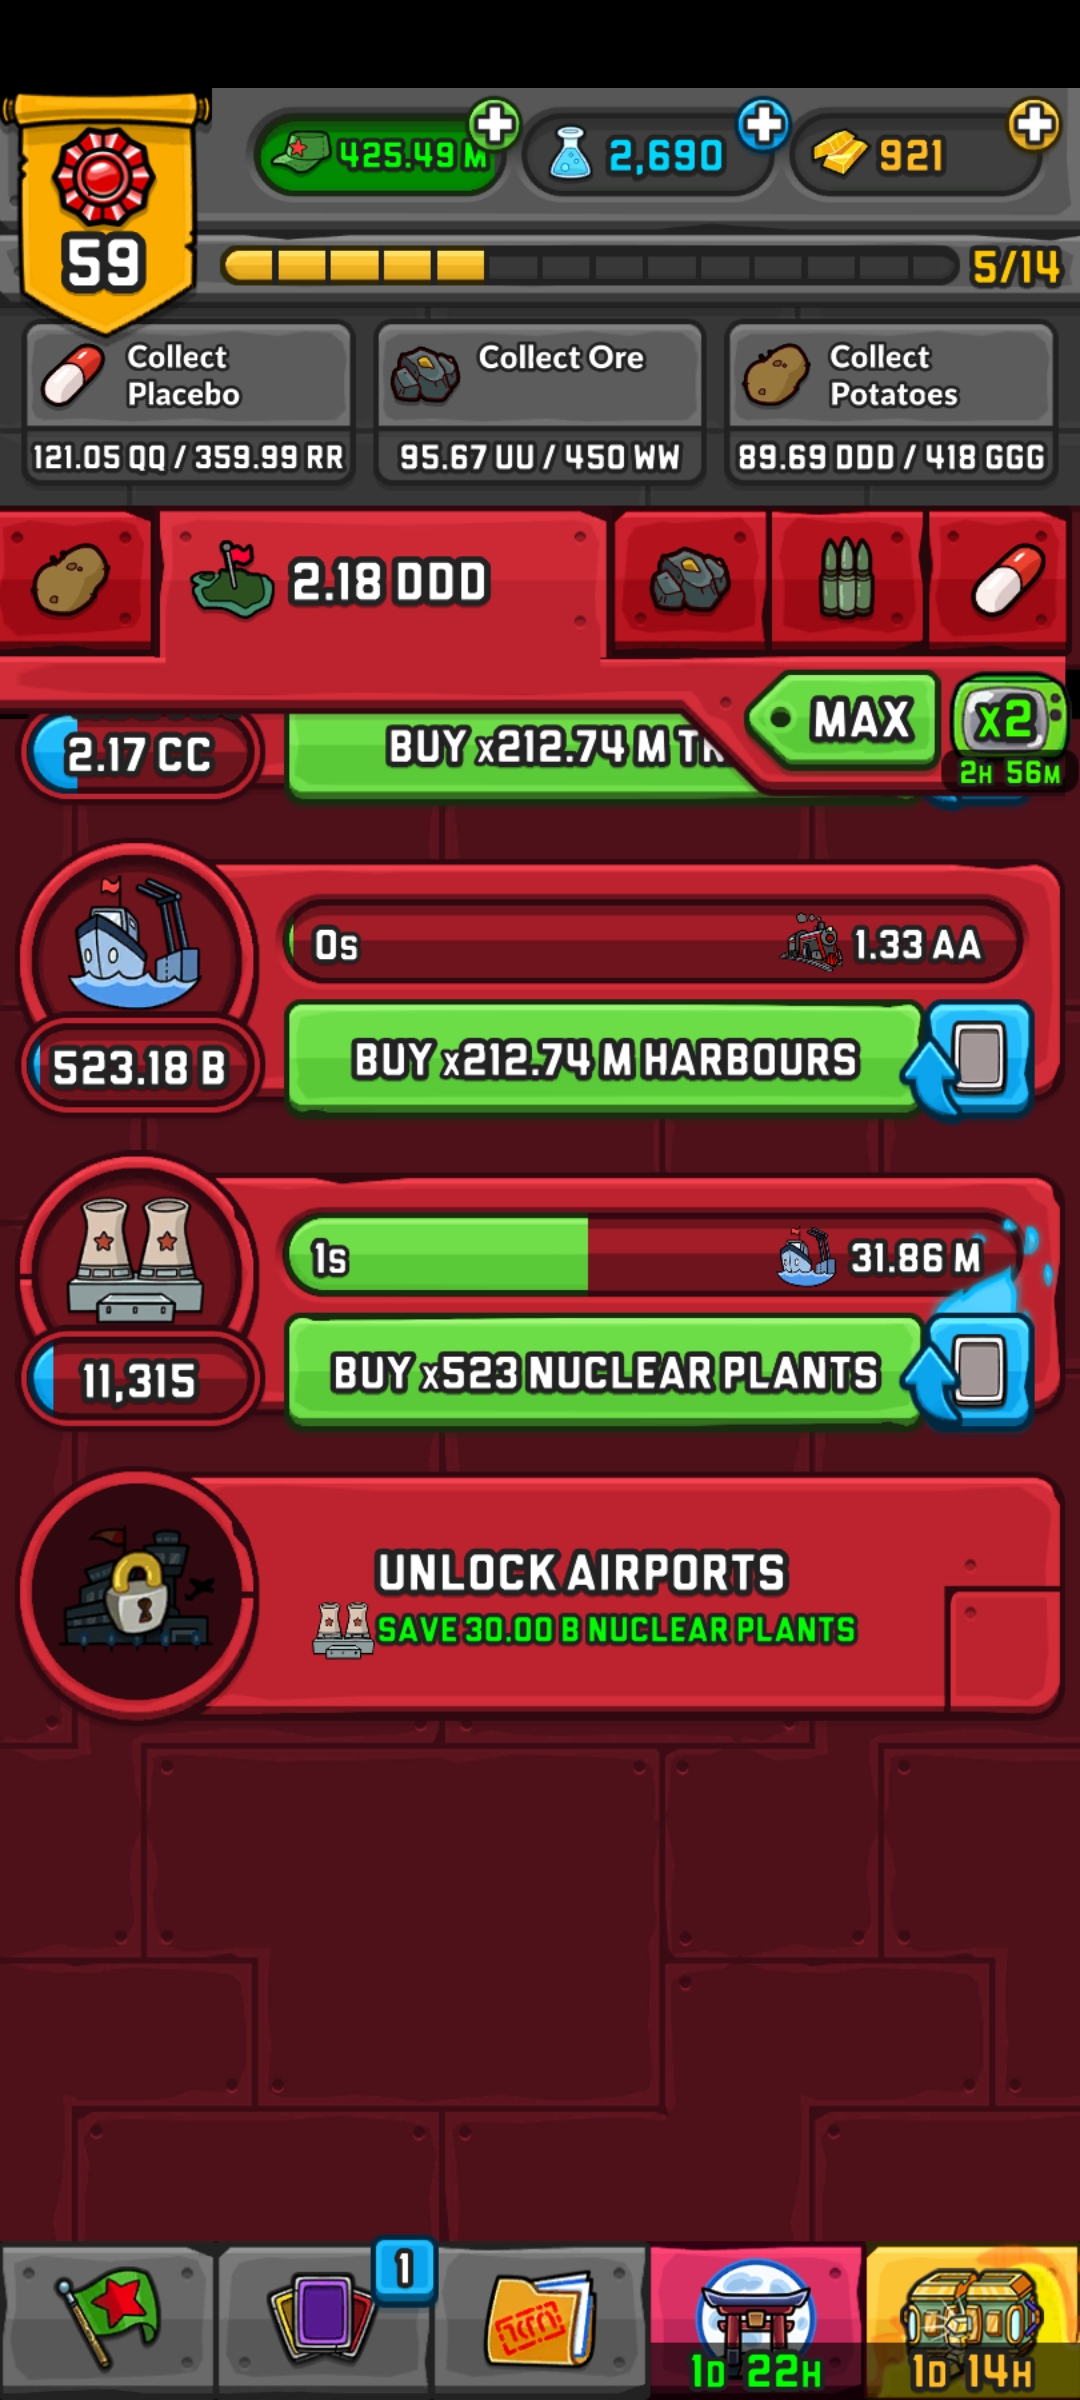 425.49 M
2,690
921
59
5/14
Collect
Placebo
121.05 QQ / 359.99 RR
Collect Ore
95.67 UU / 450 WW
Collect
Potatoes
89.69 DDD / 418 GGG
2.18 DDD
MAX
x2
2H 56M
2.17 CC
BUY x212.74 M
0s
1.33 AA
523.18 B
BUY x212.74 M HARBOURS
1s
31.86 M
11,315
BUY x523 NUCLEAR PLANTS
UNLOCK AIRPORTS
SAVE 30.00 B NUCLEAR PLANTS
1
1D 22H
1D 14H